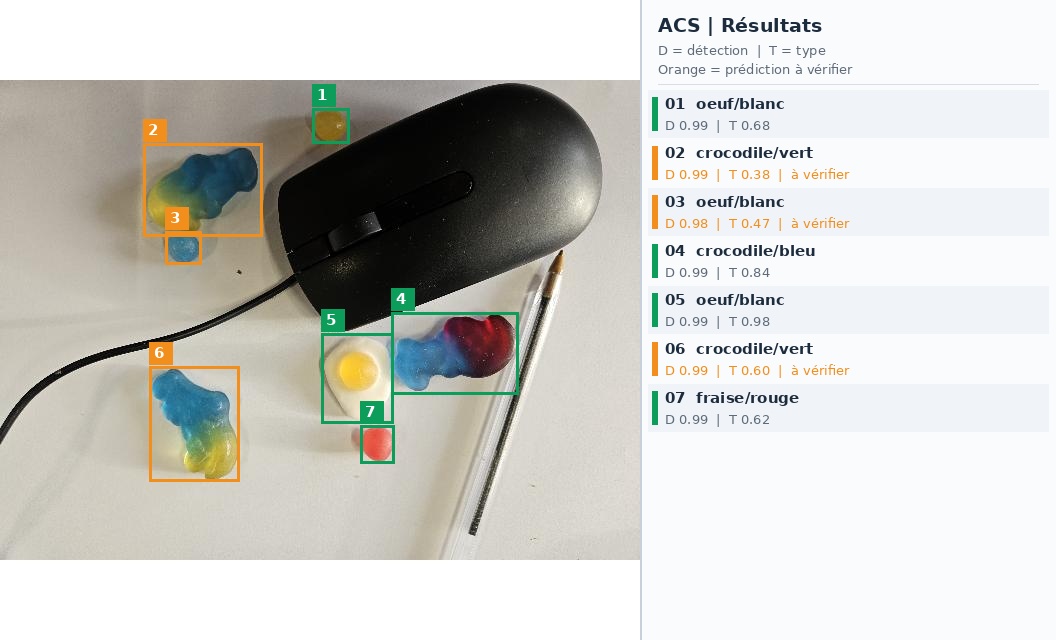 1
2
3
4
5
6
7
ACS | Résultats
D = détection | T = type
Orange = prédiction à vérifier
01 oeuf/blanc
D 0.99 | T 0.68
02 crocodile/vert
D 0.99 | T 0.38 | à vérifier
03 oeuf/blanc
D 0.98 | T 0.47 | à vérifier
04 crocodile/bleu
D 0.99 | T 0.84
05 oeuf/blanc
D 0.99 | T 0.98
06 crocodile/vert
D 0.99 | T 0.60 | à vérifier
07 fraise/rouge
D 0.99 | T 0.62